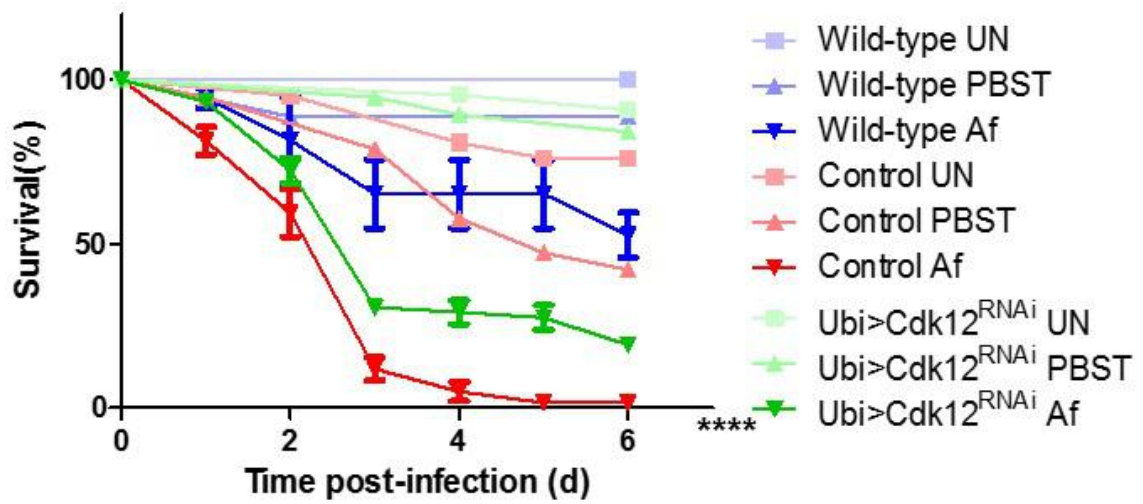 Survival(%)
100
50
0
0 2 4 6
Time post-infection (d)
****
Wild-type UN
Wild-type PBST
Wild-type Af
Control UN
Control PBST
Control Af
Ubi>Cdk12RNAi UN
Ubi>Cdk12RNAi PBST
Ubi>Cdk12RNAi Af